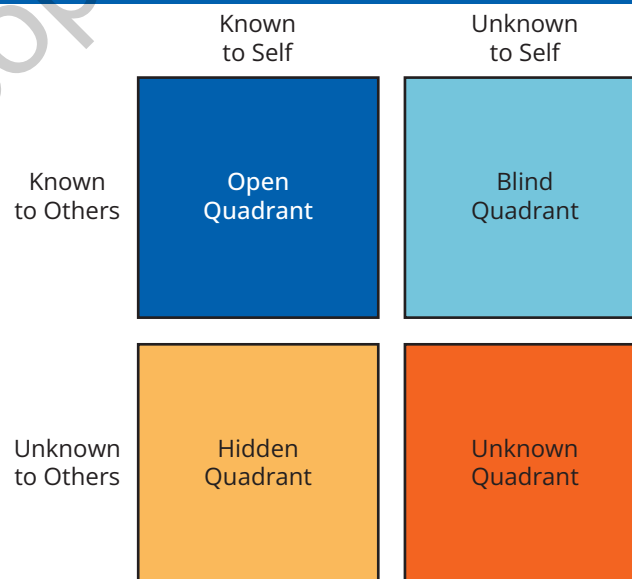 Known
to Self
Unknown
to Self
Known
to Others
Open
Quadrant
Blind
Quadrant
Unknown
to Others
Hidden
Quadrant
Unknown
Quadrant